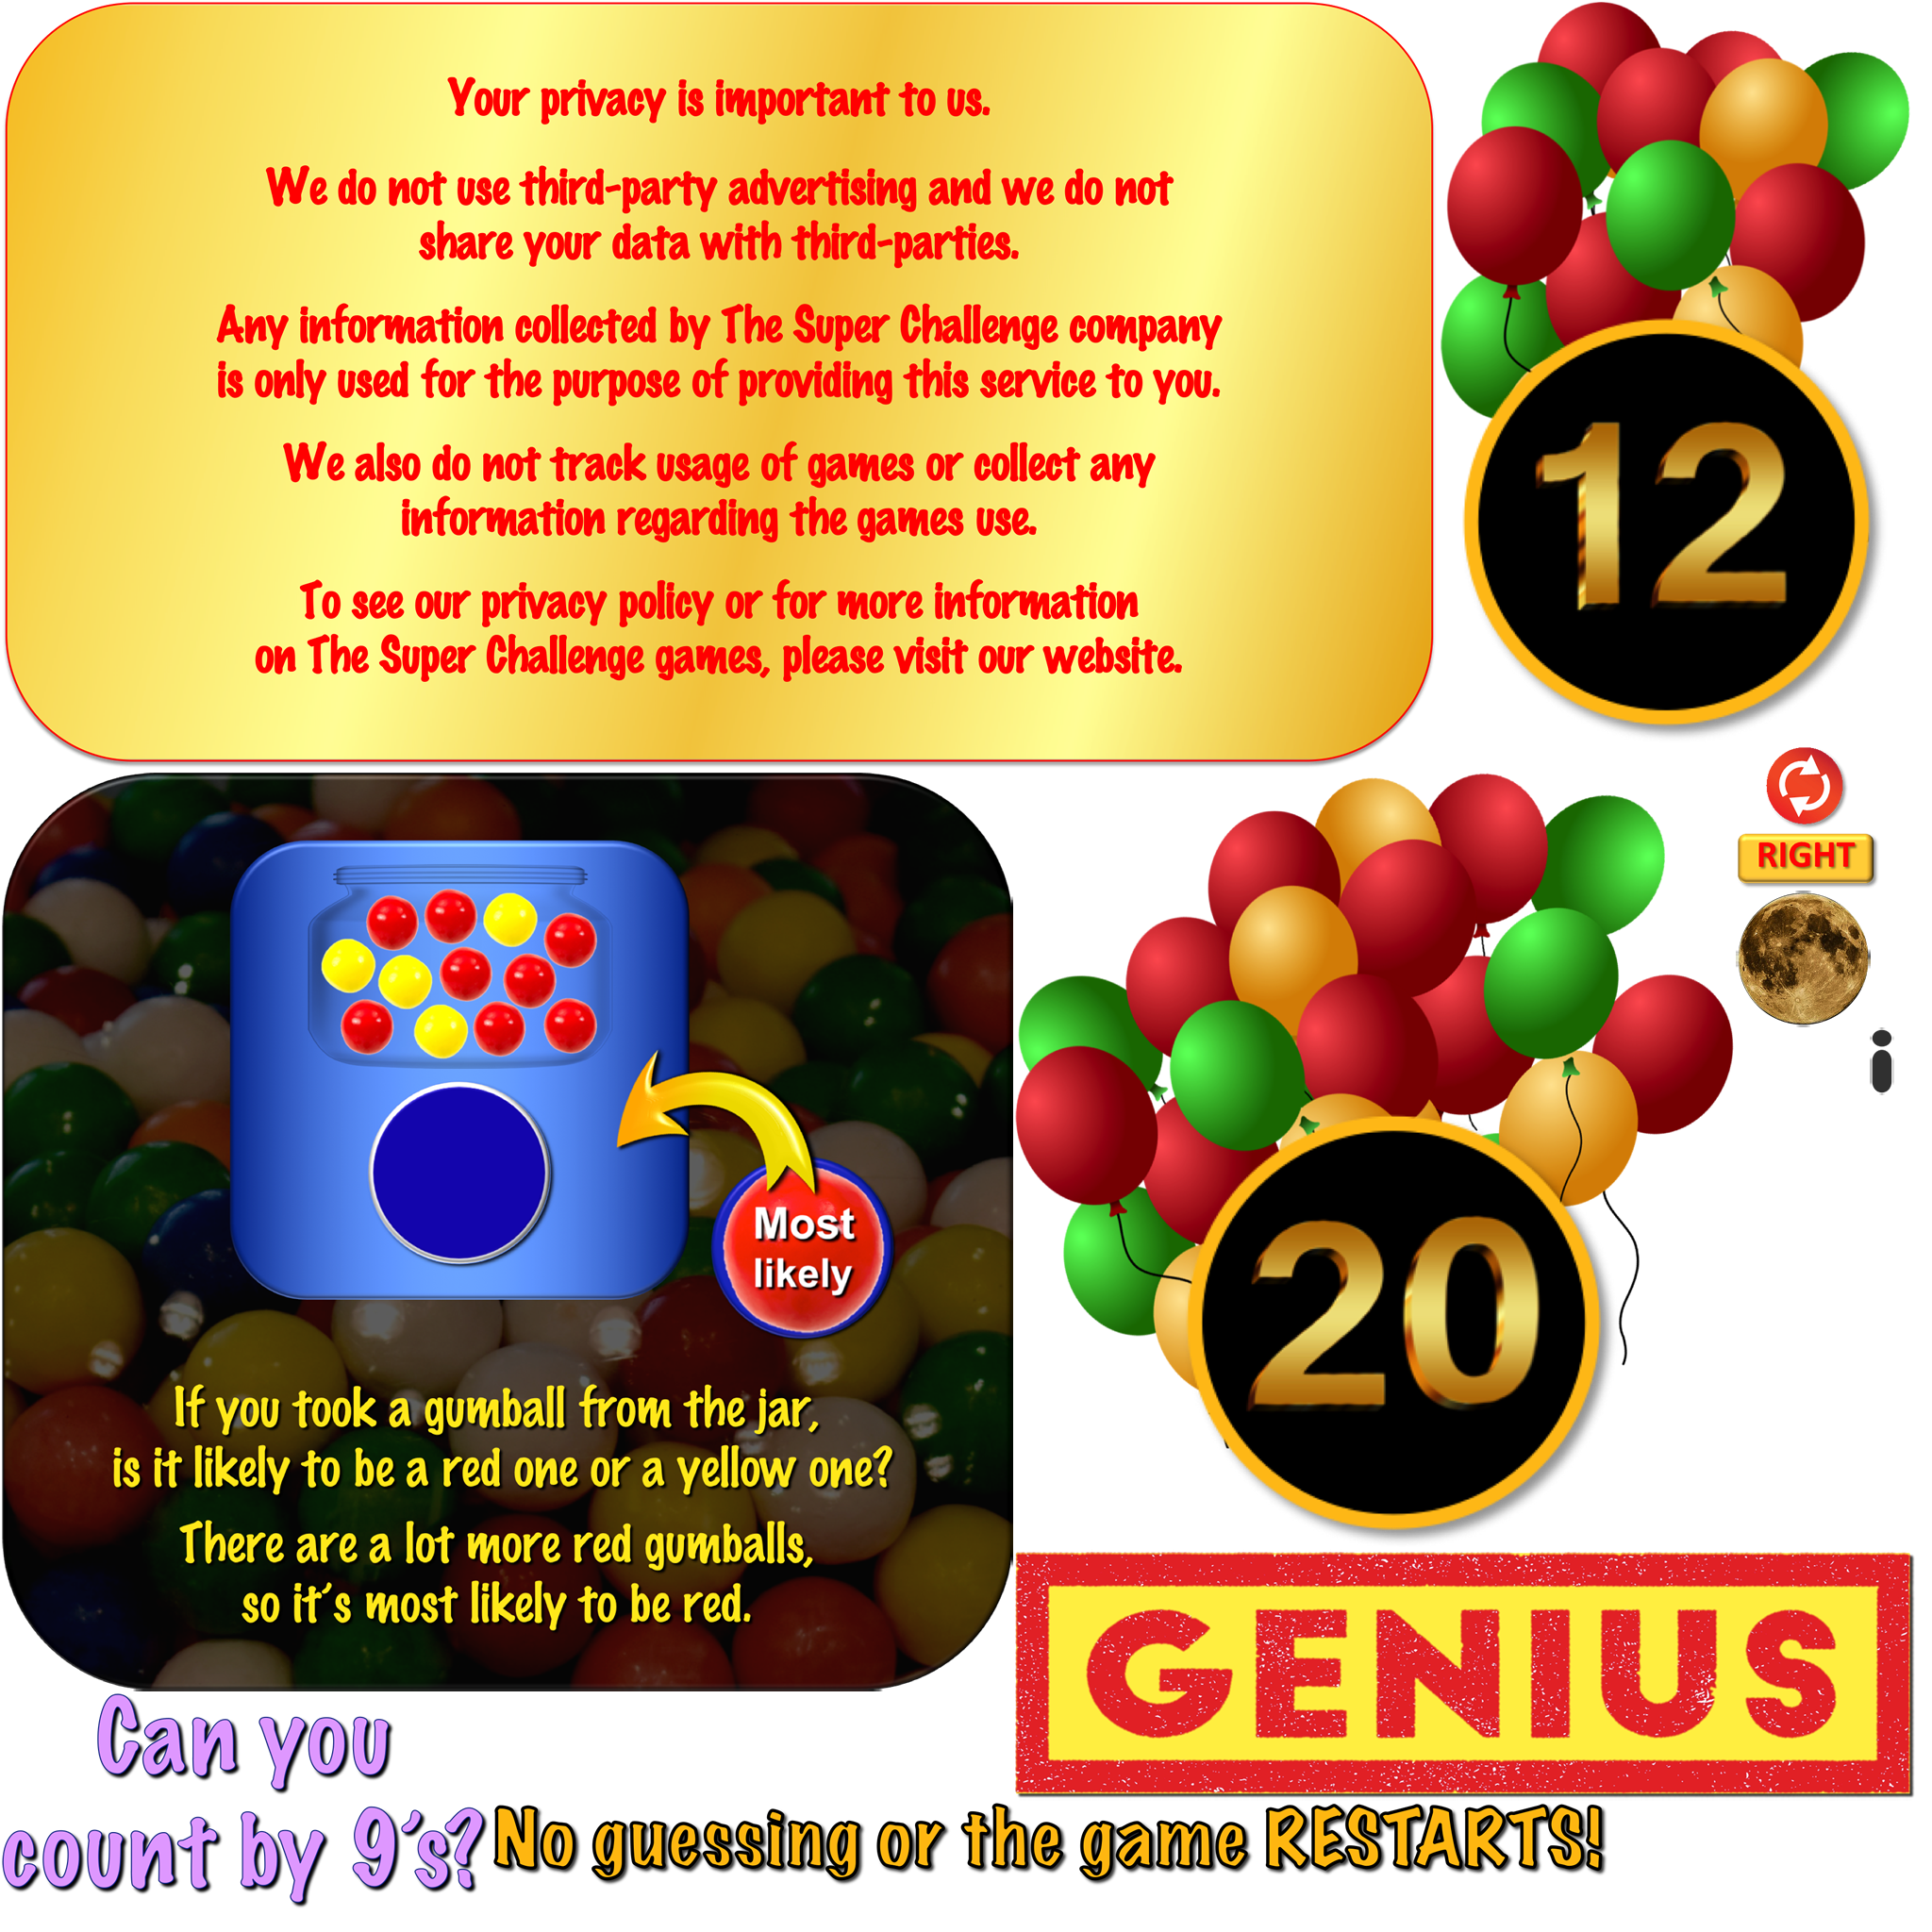 Your privacy is important to us.
We do not use third-party advertising and we do not
share your data with third-parties.
Any information collected by The Super Challenge company
is only used for the purpose of providing this service to you.
We also do not track usage of games or collect any
information regarding the games use.
To see our privacy policy or for more information
on The Super Challenge games, please visit our website.
12
RIGHT
i
Most
likely
If you took a gumball from the jar,
is it likely to be a red one or a yellow one?
There are a lot more red gumballs,
so it's most likely to be red.
20
GENIUS
Can you
count by 9's?
No guessing or the game RESTARTS!